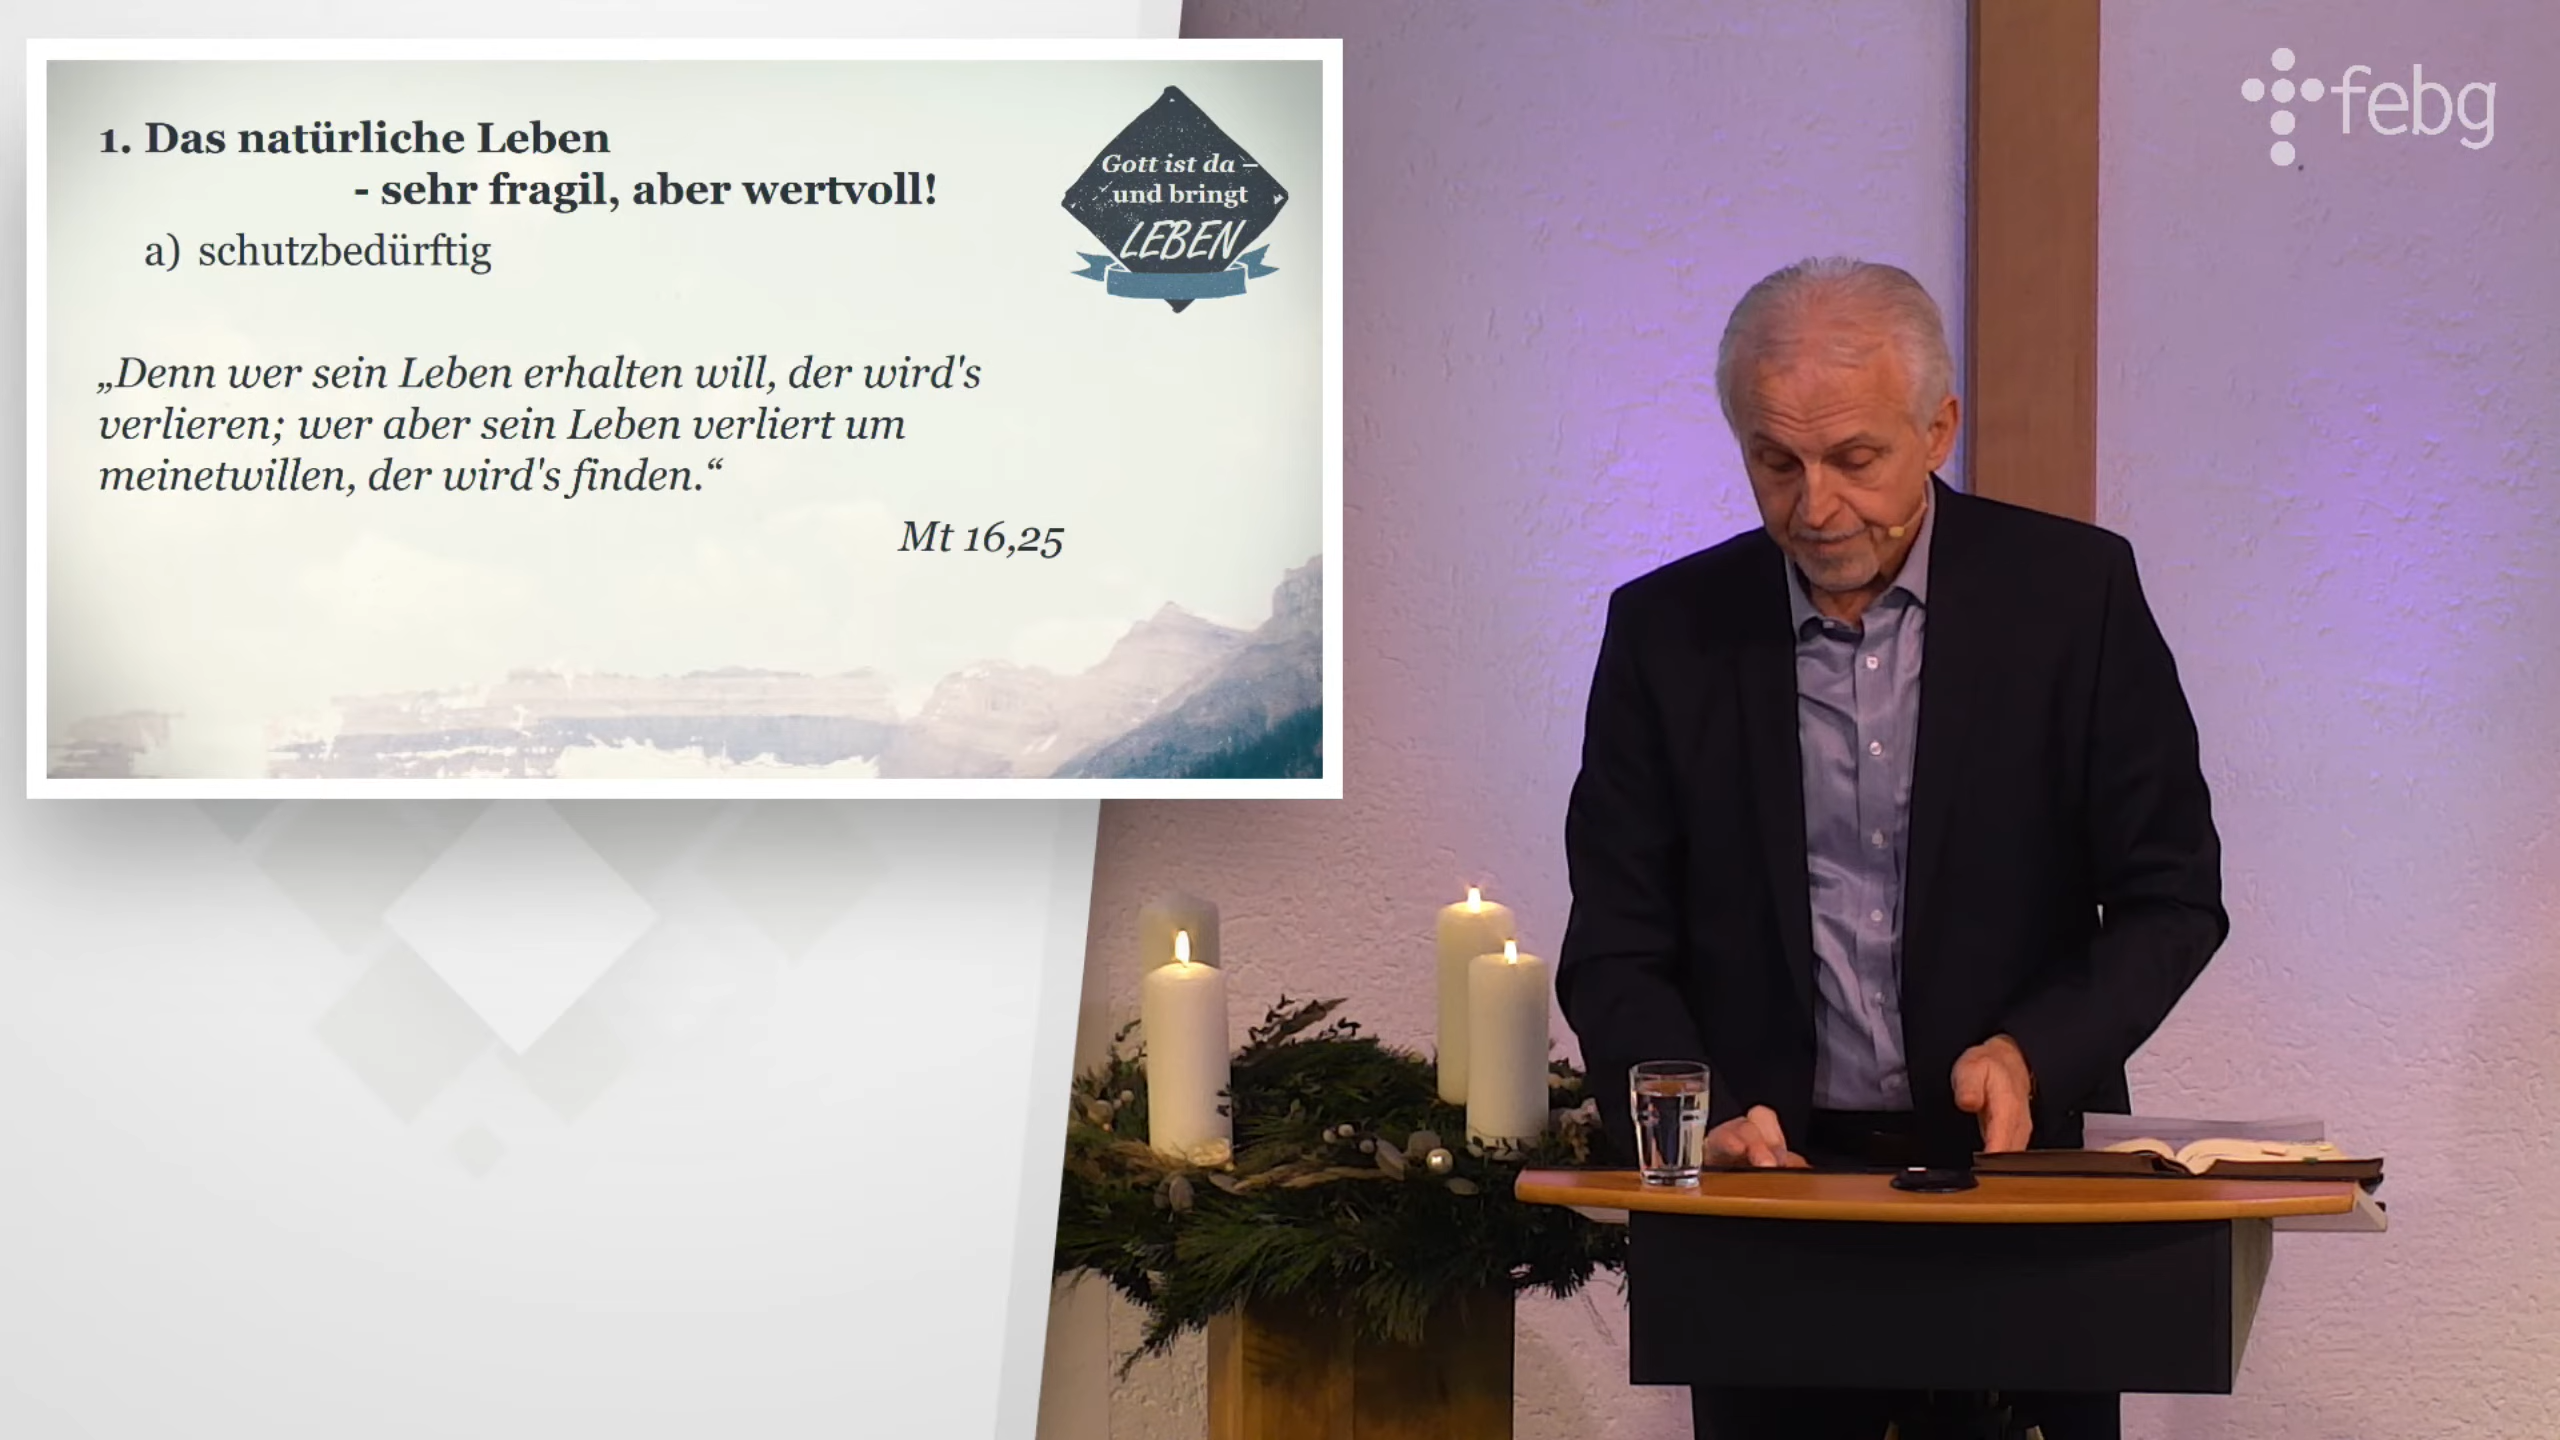 1. Das natürliche Leben
- sehr fragil, aber wertvoll!
a) schutzbedürftig
„Denn wer sein Leben erhalten will, der wird's
verlieren; wer aber sein Leben verliert um
meinetwillen, der wird's finden.“
Mt 16,25
Gott ist da –
und bringt
LEBEN
febg